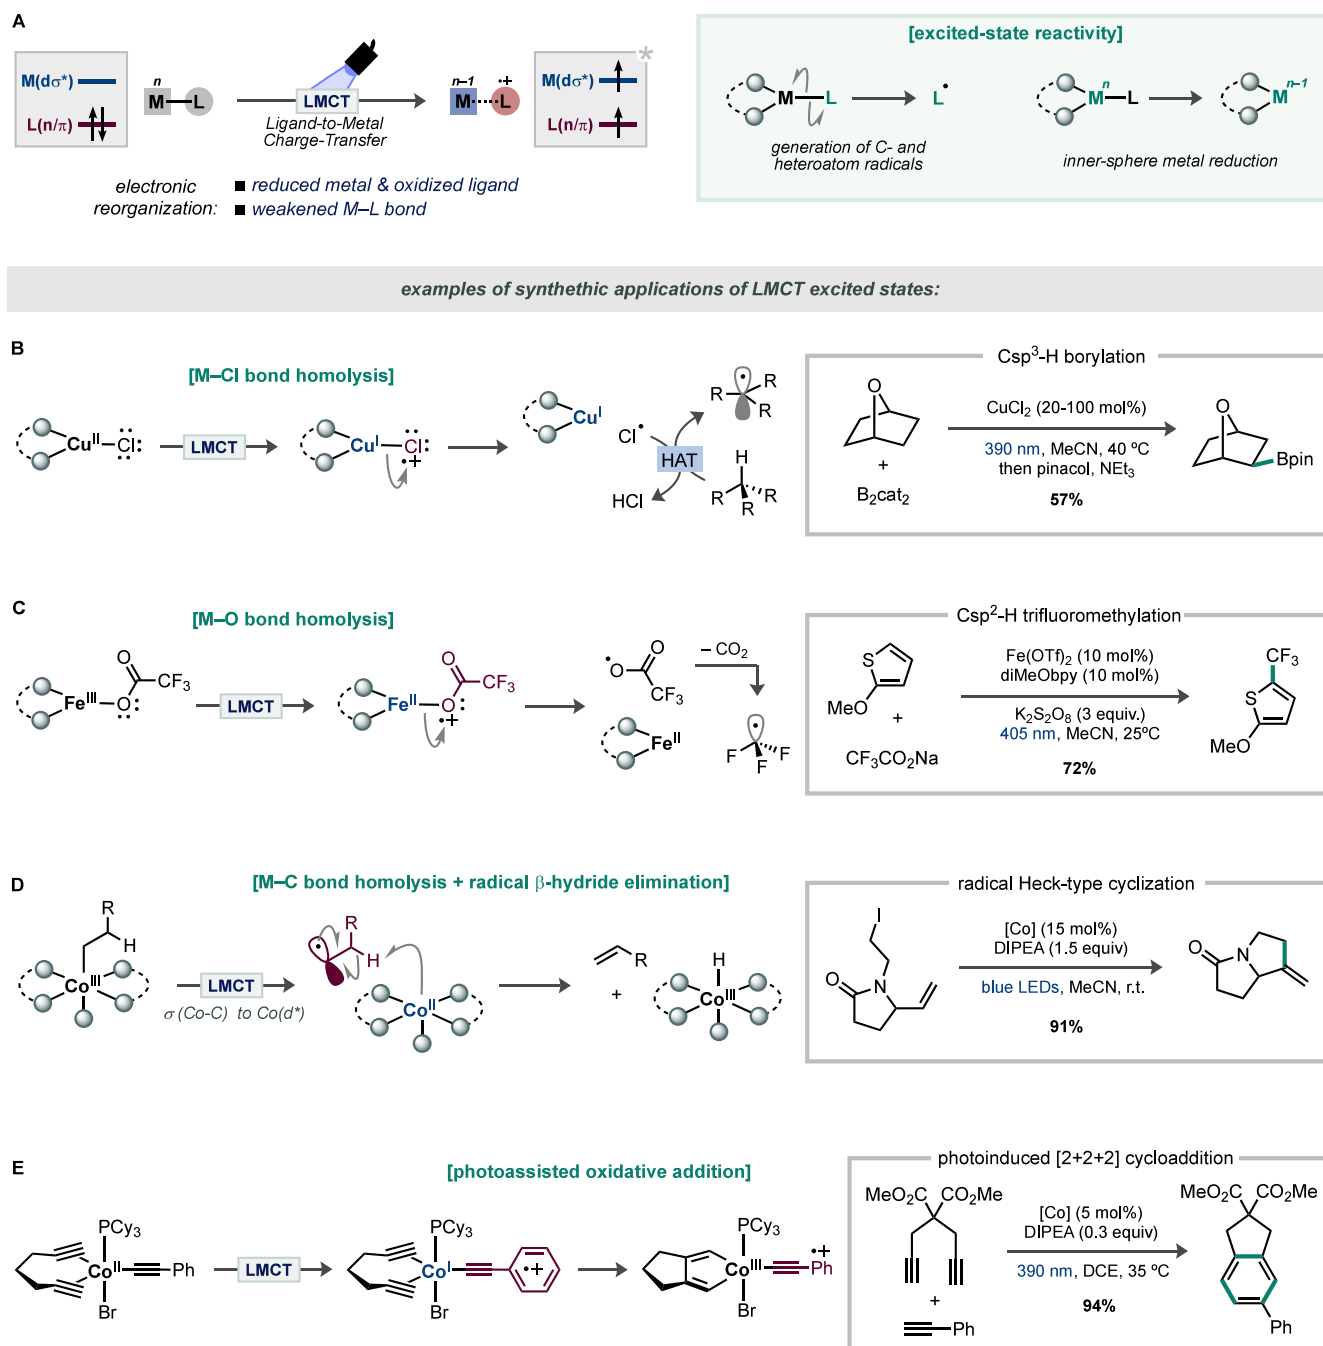 A
M(dσ*)
L(n/π)
n
M
L
LMCT
Ligand-to-Metal
Charge-Transfer
n–1
M
•+
L
M(dσ*)
L(n/π)
*
electronic
reorganization:
reduced metal & oxidized ligand
weakened M–L bond
[excited-state reactivity]
M
L
L•
generation of C- and
heteroatom radicals
Mⁿ
L
Mⁿ⁻¹
inner-sphere metal reduction
examples of synthethic applications of LMCT excited states:
B
[M–Cl bond homolysis]
Cuᴵᴵ
Cl
LMCT
Cuᴵ
Cl
•+
Cuᴵ
Cl•
HAT
HCl
R
R
R
H
R
R
R
Csp³-H borylation
O
+
B₂cat₂
CuCl₂ (20-100 mol%)
390 nm, MeCN, 40 ºC
then pinacol, NEt₃
57%
O
Bpin
C
[M–O bond homolysis]
Feᴵᴵᴵ
O
O
CF₃
LMCT
Feᴵᴵ
O
O
CF₃
•+
•O
O
CF₃
Feᴵᴵ
– CO₂
F
F
F
Csp²-H trifluoromethylation
S
MeO
+
CF₃CO₂Na
Fe(OTf)₂ (10 mol%)
diMeObpy (10 mol%)
K₂S₂O₈ (3 equiv.)
405 nm, MeCN, 25ºC
72%
CF₃
S
MeO
D
[M–C bond homolysis + radical β-hydride elimination]
R
H
Coᴵᴵᴵ
LMCT
σ (Co-C) to Co(d*)
R
H
Coᴵᴵ
R
+
H
Coᴵᴵᴵ
radical Heck-type cyclization
I
N
O
[Co] (15 mol%)
DIPEA (1.5 equiv)
blue LEDs, MeCN, r.t.
91%
O
N
E
[photoassisted oxidative addition]
PCy₃
Coᴵᴵ
Ph
Br
LMCT
PCy₃
Coᴵ
•+
Br
PCy₃
Coᴵᴵᴵ
•+
Ph
Br
photoinduced [2+2+2] cycloaddition
MeO₂C
CO₂Me
+
Ph
[Co] (5 mol%)
DIPEA (0.3 equiv)
390 nm, DCE, 35 ºC
94%
MeO₂C
CO₂Me
Ph